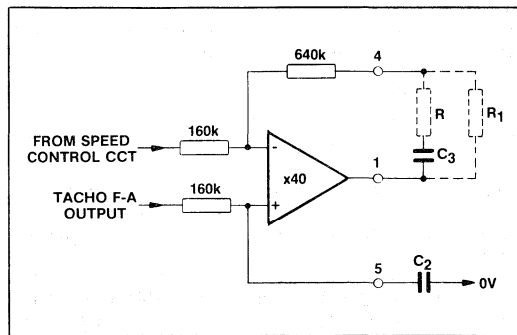 640k
4
R
R1
C3
FROM SPEED
CONTROL CCT
160k
-
x40
1
TACHO F-A
OUTPUT
160k
+
5
C2
0V